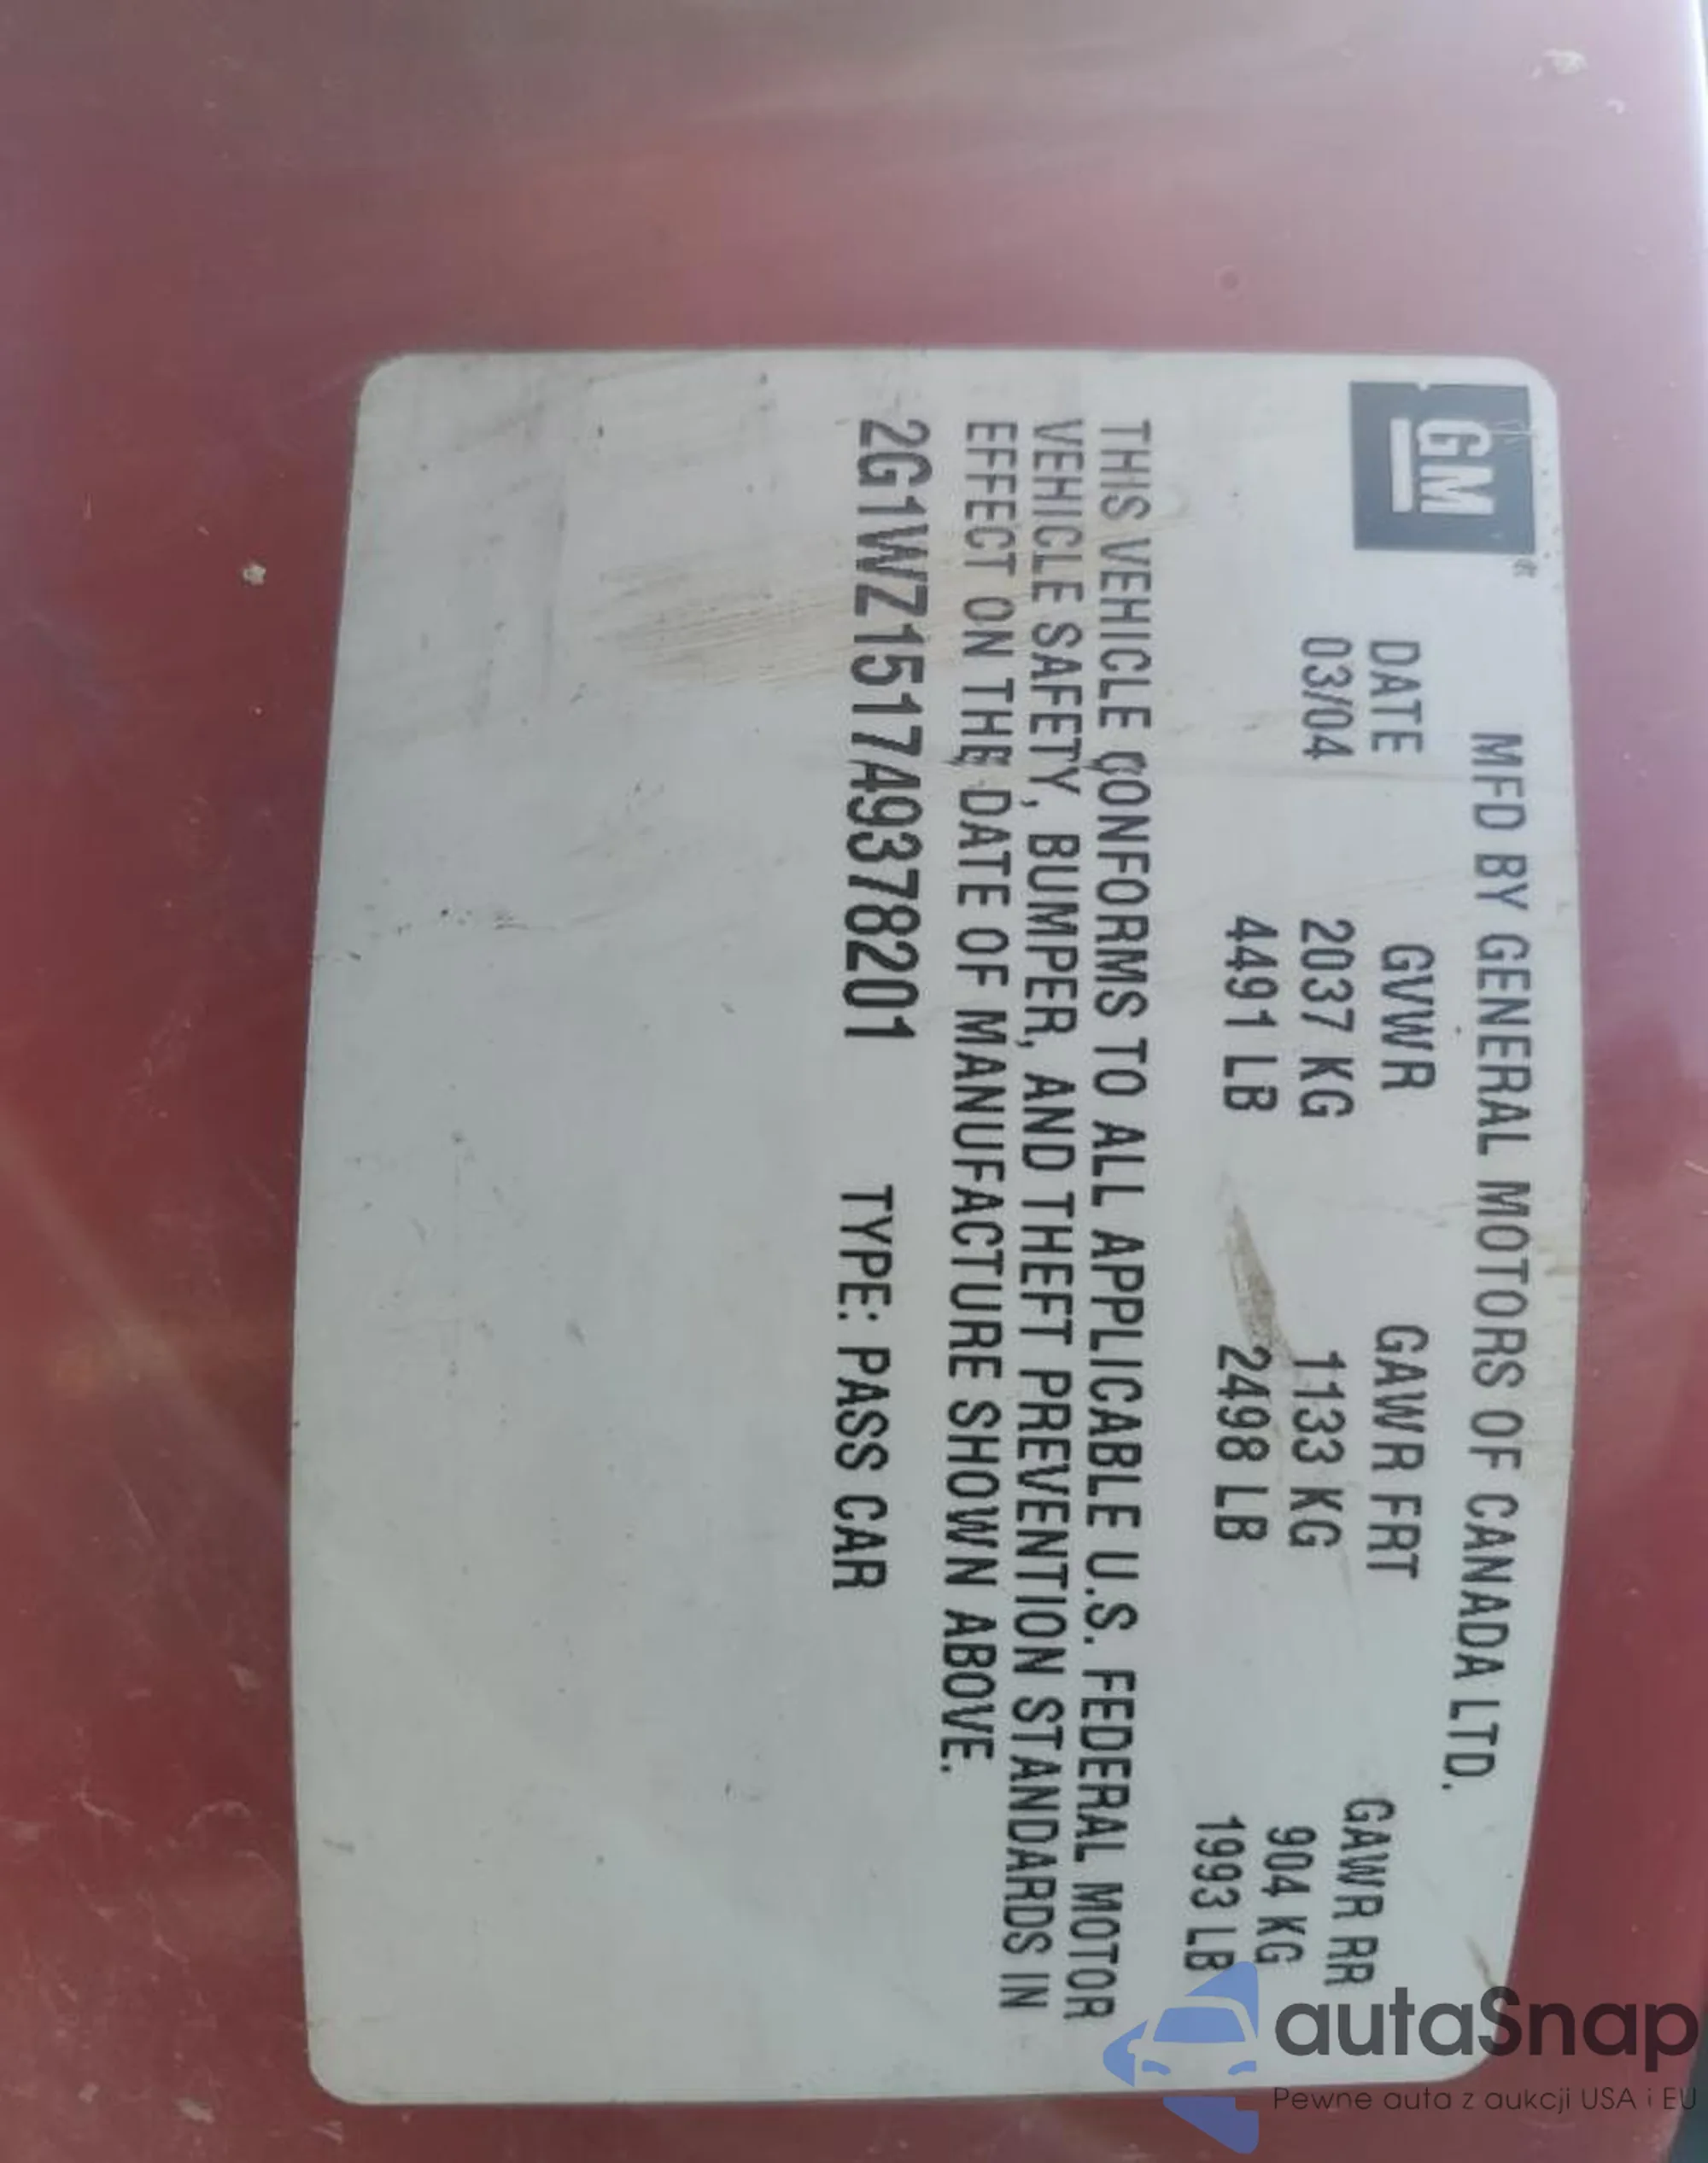 GM
MFD BY GENERAL MOTORS OF CANADA LTD.
DATE GVWR GAWR FRT GAWR RR
03/04 2037 KG 1133 KG 904 KG
4491 LB 2498 LB 1993 LB
THIS VEHICLE CONFORMS TO ALL APPLICABLE U.S. FEDERAL MOTOR
VEHICLE SAFETY, BUMPER, AND THEFT PREVENTION STANDARDS IN
EFFECT ON THE DATE OF MANUFACTURE SHOWN ABOVE.
2G1WZ151749378201 TYPE: PASS CAR
autaSnap
Pewne auta z aukcji USA i EU